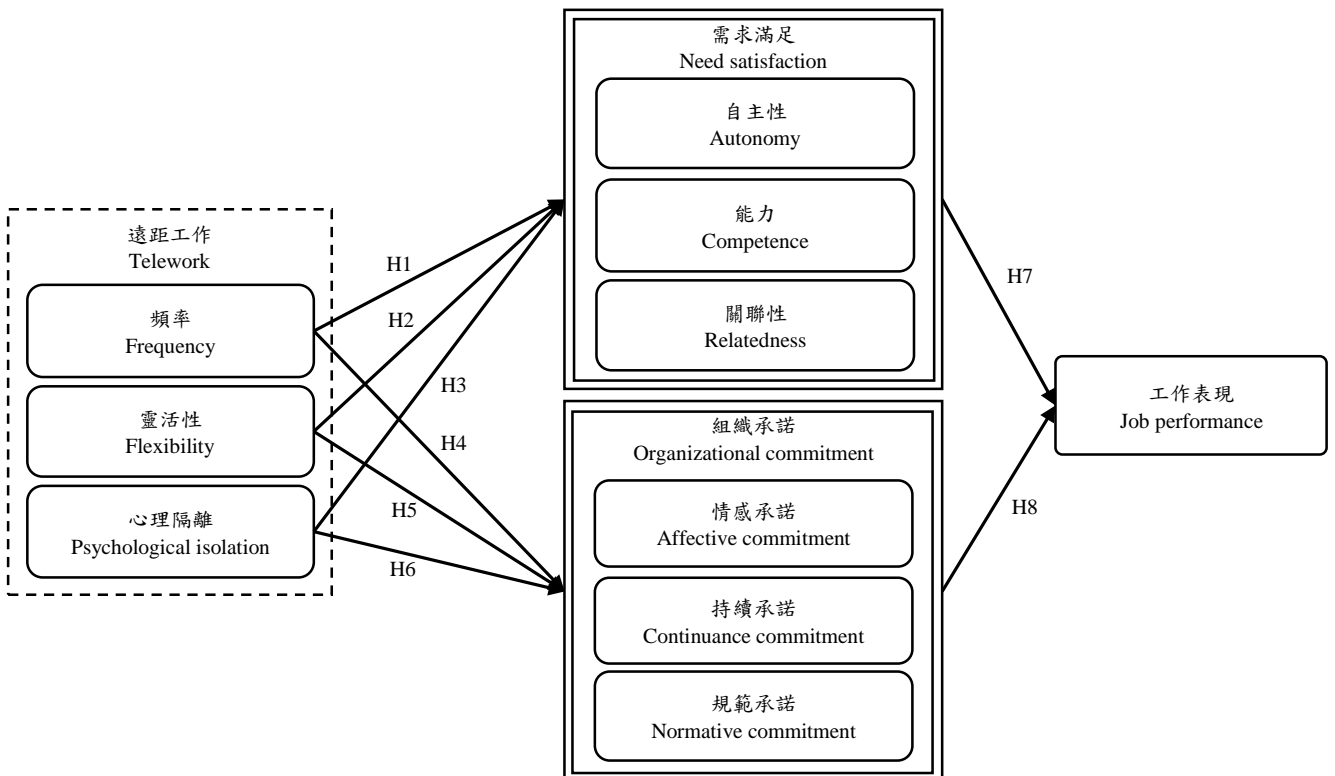 需求滿足
Need satisfaction
自主性
Autonomy
能力
Competence
關聯性
Relatedness
遠距工作
Telework
頻率
Frequency
靈活性
Flexibility
心理隔離
Psychological isolation
H1
H2
H3
H4
H5
H6
組織承諾
Organizational commitment
情感承諾
Affective commitment
持續承諾
Continuance commitment
規範承諾
Normative commitment
H7
H8
工作表現
Job performance